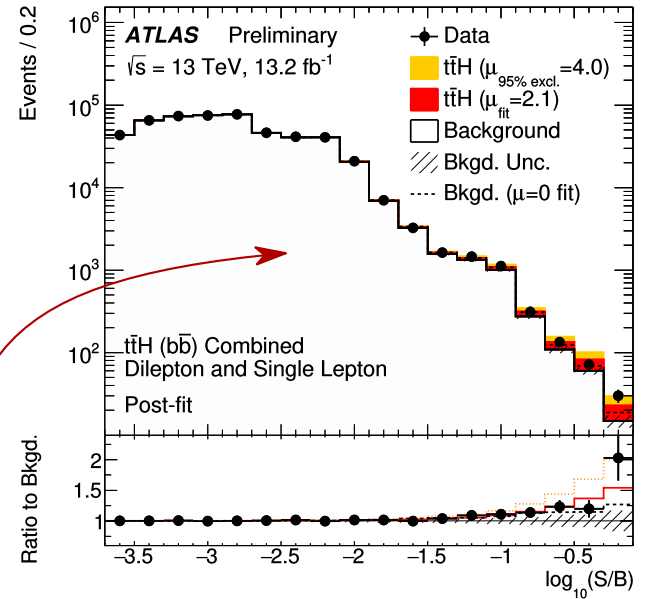 Events / 0.2
10⁶
10⁵
10⁴
10³
10²
ATLAS Preliminary
√s = 13 TeV, 13.2 fb⁻¹
Data
tt̄H (μ95% excl.=4.0)
tt̄H (μfit=2.1)
Background
Bkgd. Unc.
Bkgd. (μ=0 fit)
tt̄H (bb̄) Combined
Dilepton and Single Lepton
Post-fit
Ratio to Bkgd.
2
1.5
1
−3.5 −3 −2.5 −2 −1.5 −1 −0.5
log₁₀(S/B)